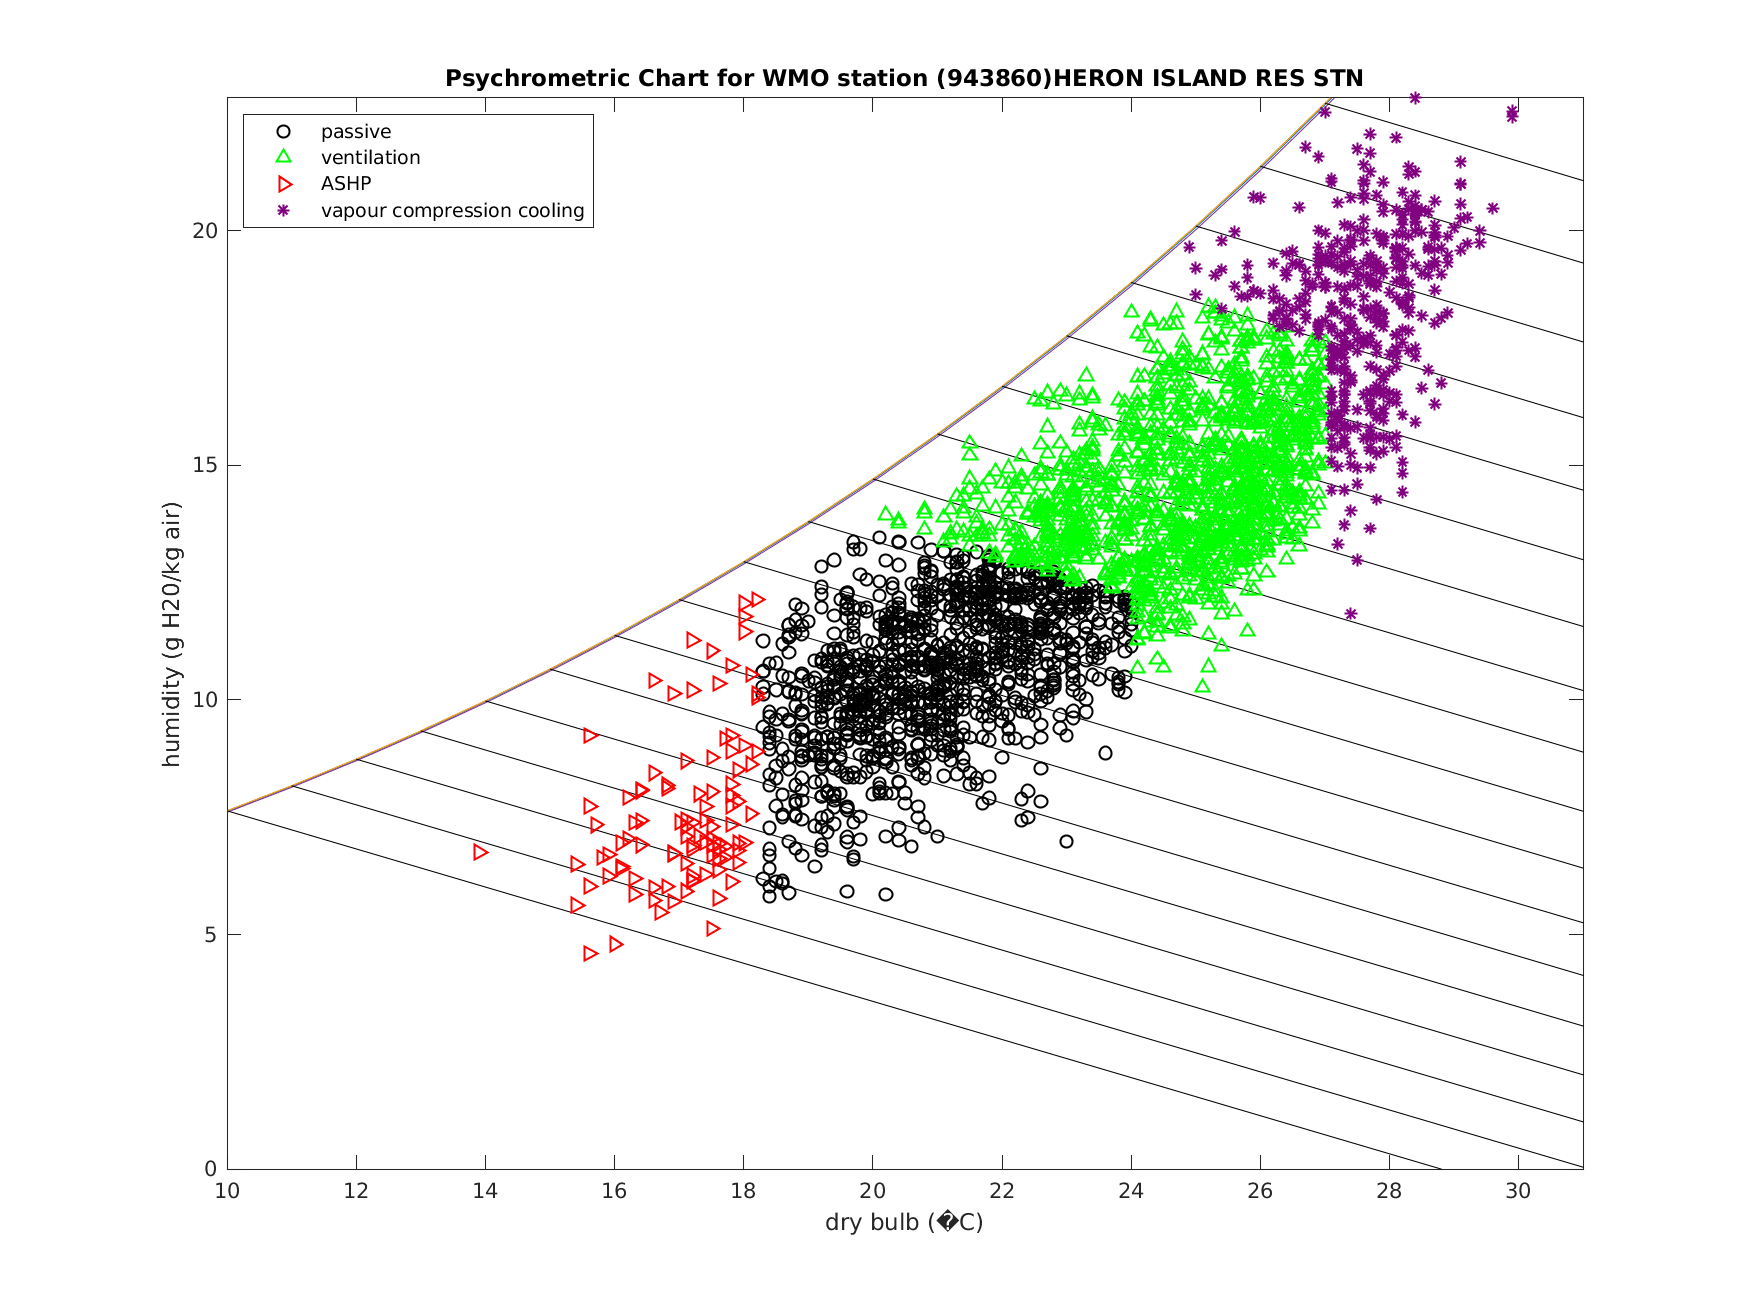 Psychrometric Chart for WMO station (943860)HERON ISLAND RES STN
passive
ventilation
ASHP
vapour compression cooling
humidity (g H20/kg air)
20
15
10
5
0
10 12 14 16 18 20 22 24 26 28 30
dry bulb (�C)